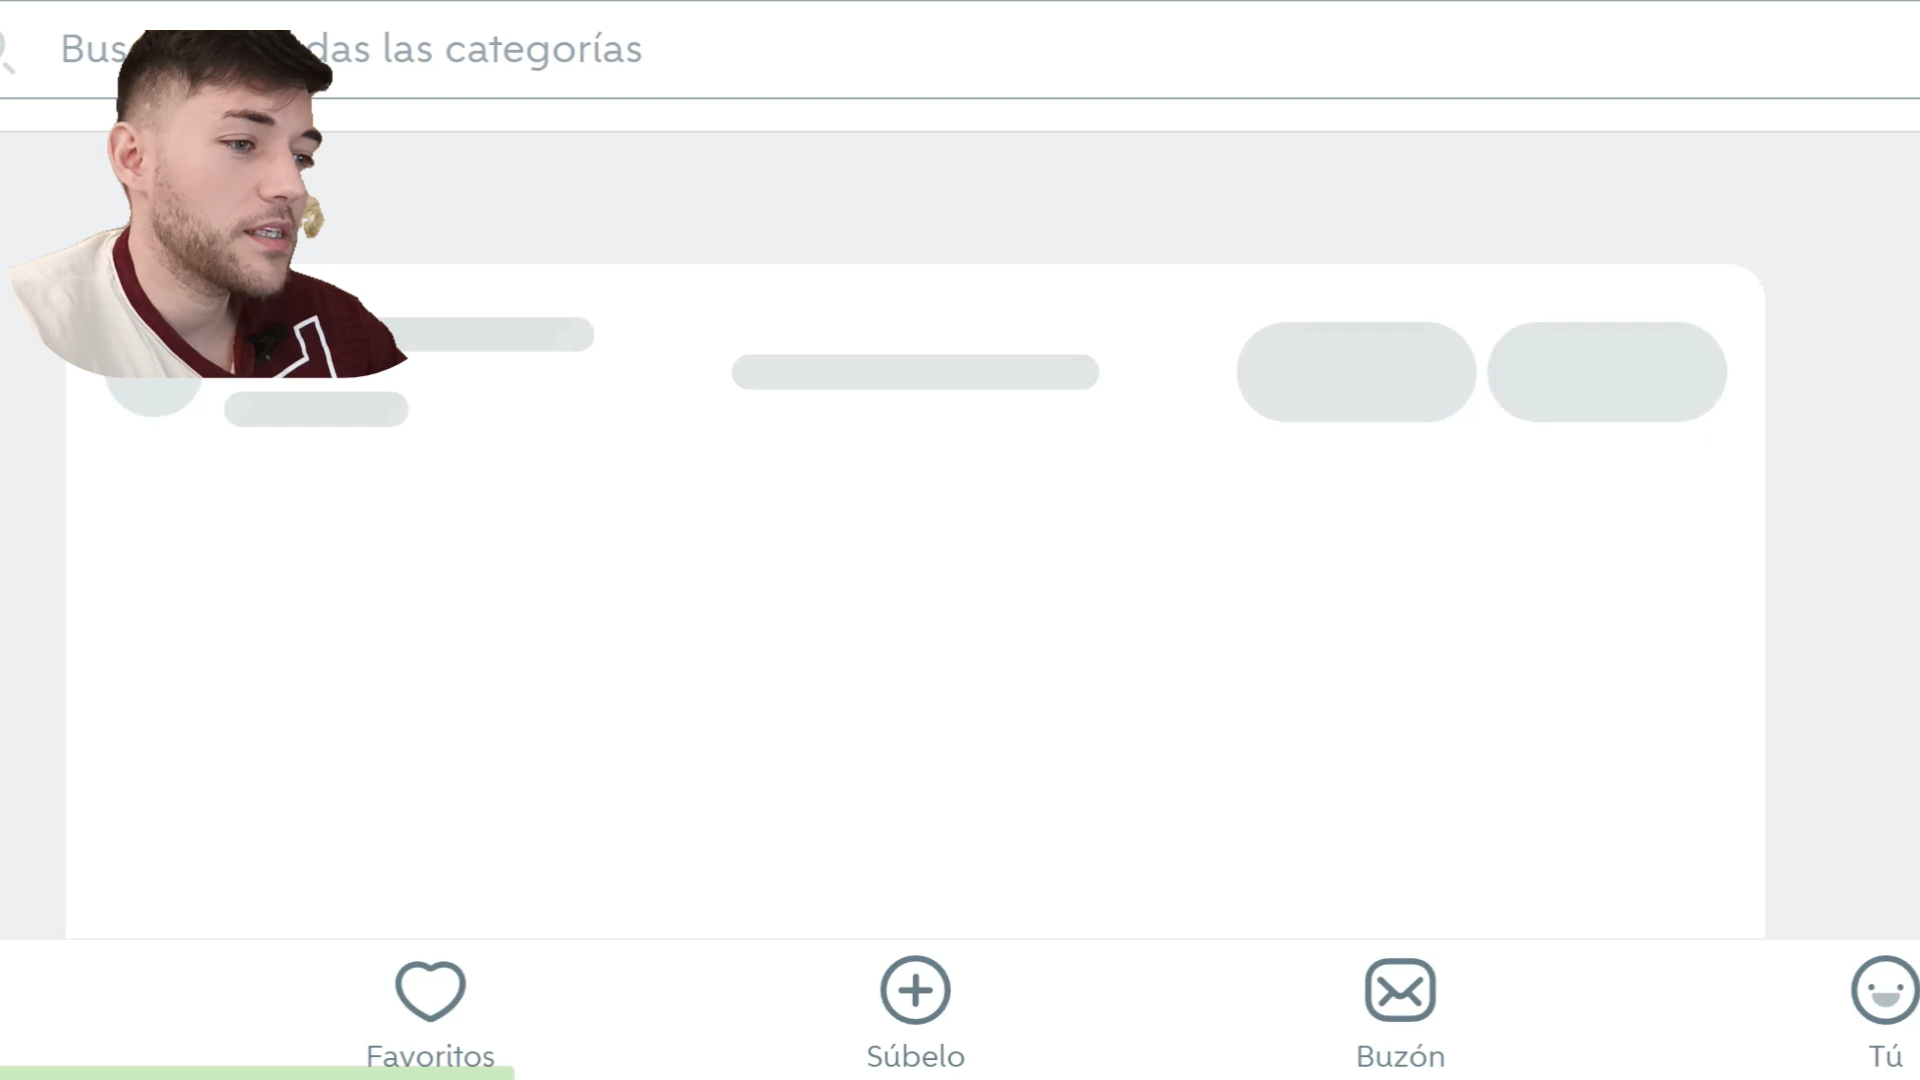 Bus das las categorías
Favoritos
Súbelo
Buzón
Tú